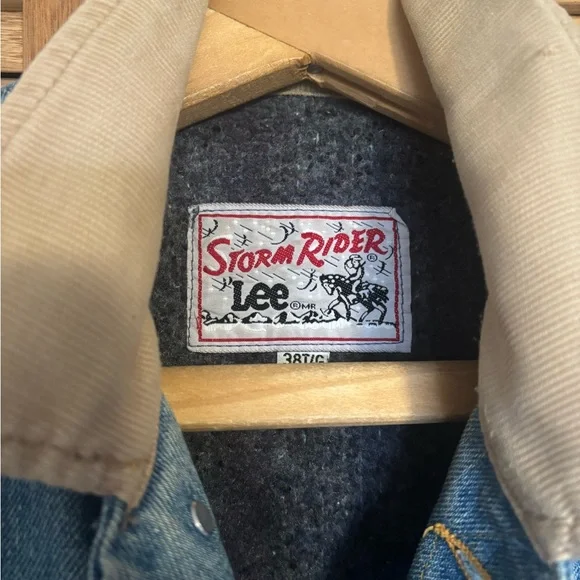 STORM RIDER ®
Lee ® MR
38T/G